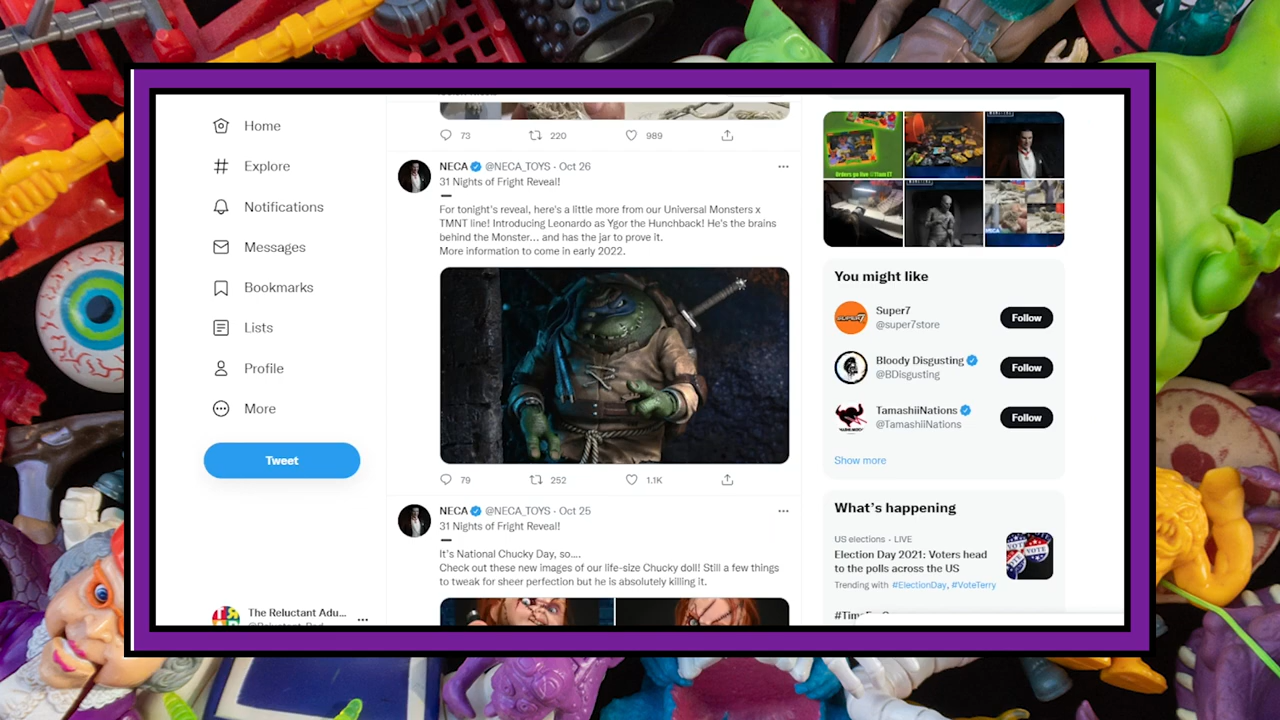 Home
Explore
Notifications
Messages
Bookmarks
Lists
Profile
More
Tweet
The Reluctant Adu...
73 220 989
NECA @NECA_TOYS · Oct 26
31 Nights of Fright Reveal!
—
For tonight's reveal, here's a little more from our Universal Monsters x
TMNT line! Introducing Leonardo as Ygor the Hunchback! He's the brains
behind the Monster... and has the jar to prove it.
More information to come in early 2022.
79 252 1.1K
NECA @NECA_TOYS · Oct 25
31 Nights of Fright Reveal!
—
It's National Chucky Day, so....
Check out these new images of our life-size Chucky doll! Still a few things
to tweak for sheer perfection but he is absolutely killing it.
Orders go live @11am ET
You might like
SUPER7
Super7
@super7store
Follow
Bloody Disgusting
@BDisgusting
Follow
TamashiiNations
@TamashiiNations
Follow
Show more
What's happening
US elections · LIVE
Election Day 2021: Voters head
to the polls across the US
Trending with #ElectionDay, #VoteTerry
VOTE